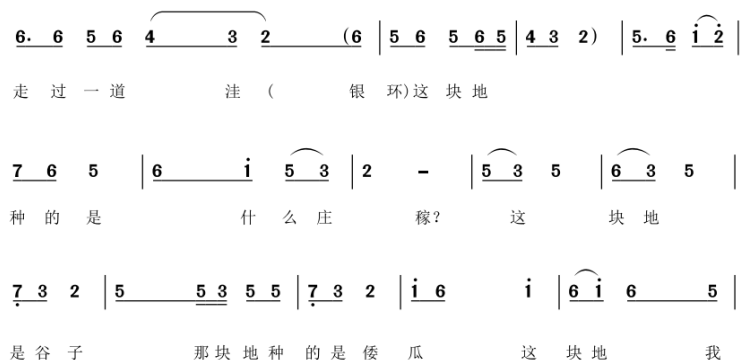 6. 6 5 6 4 3 2 (6 | 5 6 5 6 5 | 4 3 2) | 5. 6 i 2 |
走 过 一 道 洼 ( 银 环)这 块 地
7 6 5 | 6 i 5 3 | 2 - | 5 3 5 | 6 3 5 |
种 的 是 什 么 庄 稼? 这 块 地
7 3 2 | 5 5 3 5 5 | 7 3 2 | i 6 i | 6 i 6 5 |
是 谷 子 那 块 地 种 的 是 倭 瓜 这 块 地 我